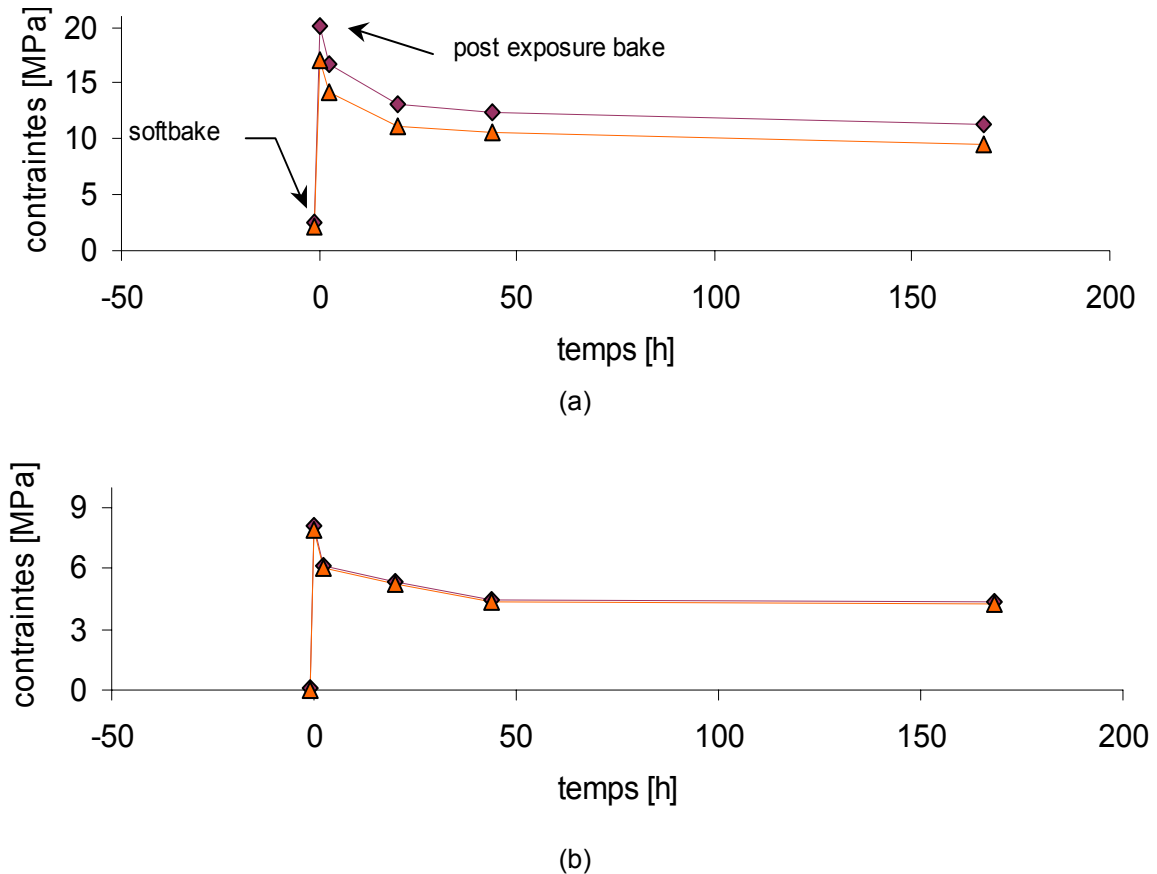 contraintes [MPa]
20
15
10
5
0
post exposure bake
softbake
-50 0 50 100 150 200
temps [h]
(a)
contraintes [MPa]
9
6
3
0
-50 0 50 100 150 200
temps [h]
(b)